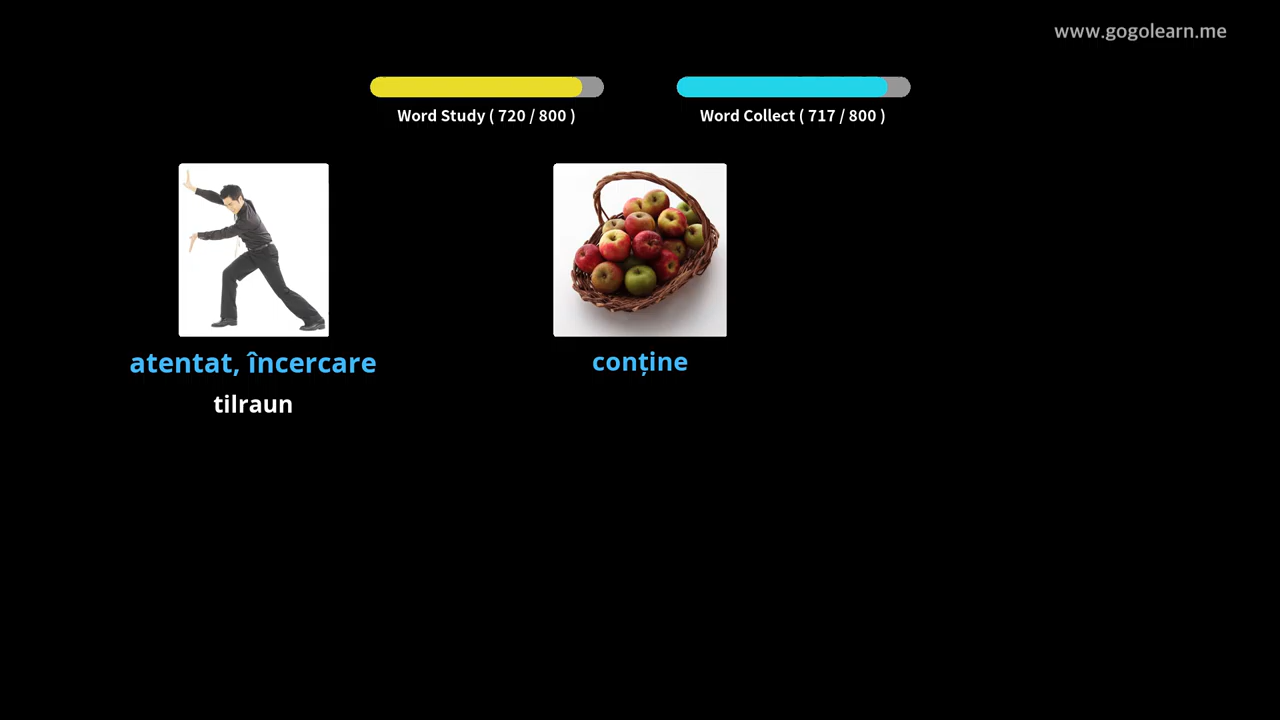 www.gogolearn.me
Word Study ( 720 / 800 )
Word Collect ( 717 / 800 )
atentat, încercare
tilraun
conține